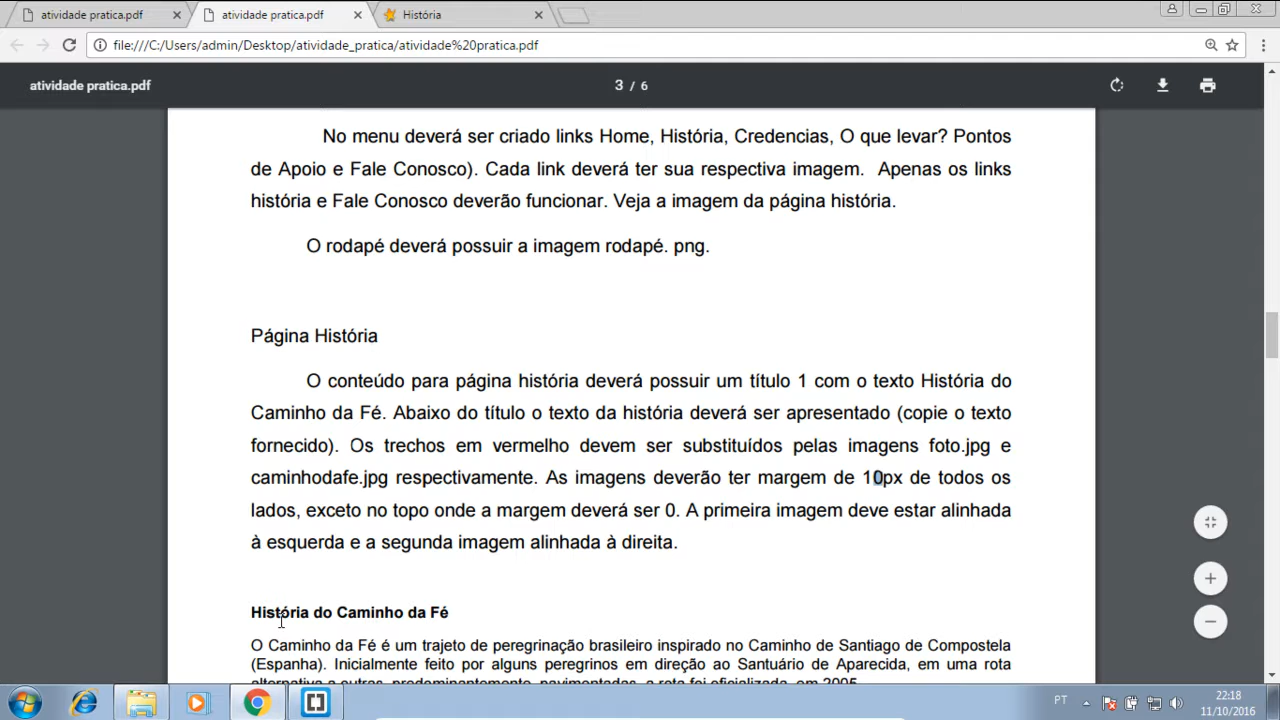 atividade pratica.pdf
atividade pratica.pdf
História
file:///C:/Users/admin/Desktop/atividade_pratica/atividade%20pratica.pdf
atividade pratica.pdf
3 / 6
No menu deverá ser criado links Home, História, Credencias, O que levar? Pontos
de Apoio e Fale Conosco). Cada link deverá ter sua respectiva imagem. Apenas os links
história e Fale Conosco deverão funcionar. Veja a imagem da página história.
O rodapé deverá possuir a imagem rodapé. png.
Página História
O conteúdo para página história deverá possuir um título 1 com o texto História do
Caminho da Fé. Abaixo do título o texto da história deverá ser apresentado (copie o texto
fornecido). Os trechos em vermelho devem ser substituídos pelas imagens foto.jpg e
caminhodafe.jpg respectivamente. As imagens deverão ter margem de 10px de todos os
lados, exceto no topo onde a margem deverá ser 0. A primeira imagem deve estar alinhada
à esquerda e a segunda imagem alinhada à direita.
História do Caminho da Fé
O Caminho da Fé é um trajeto de peregrinação brasileiro inspirado no Caminho de Santiago de Compostela
(Espanha). Inicialmente feito por alguns peregrinos em direção ao Santuário de Aparecida, em uma rota
alternativa a outras, predominantemente, pavimentadas, a rota foi oficializada, em 2005
PT
22:18
11/10/2016